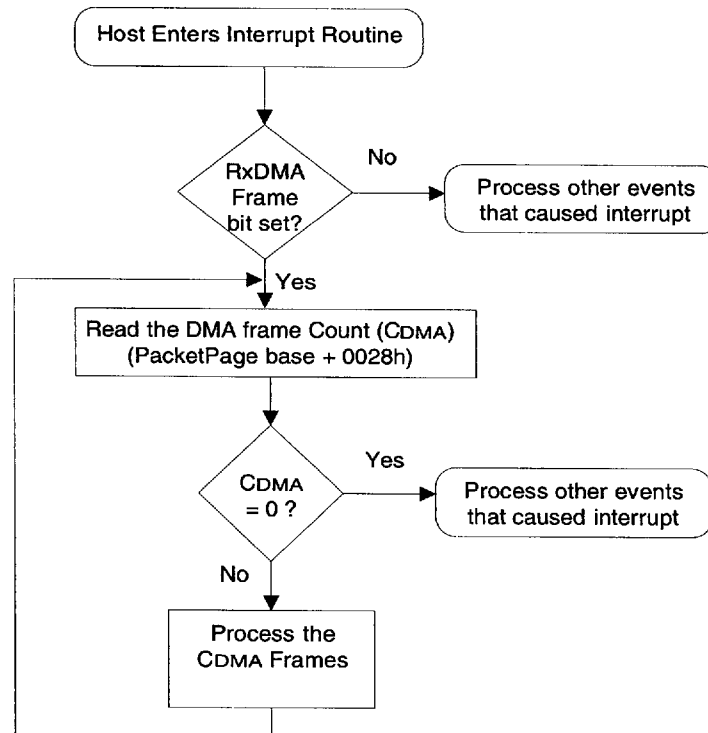 Host Enters Interrupt Routine
RxDMA
Frame
bit set?
No
Process other events
that caused interrupt
Yes
Read the DMA frame Count (CDMA)
(PacketPage base + 0028h)
CDMA
= 0 ?
Yes
Process other events
that caused interrupt
No
Process the
CDMA Frames